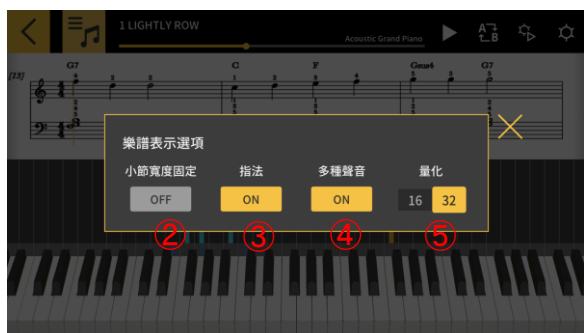 1 LIGHTLY ROW
Acoustic Grand Piano
A B
[13] G7 C F Gsus4 G7
樂譜表示選項
小節寬度固定 指法 多種聲音 量化
OFF ON ON 16 32
② ③ ④ ⑤